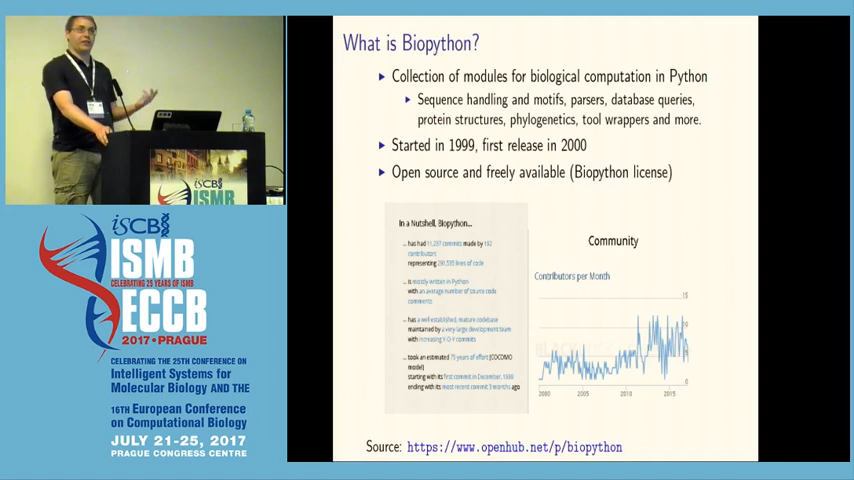 What is Biopython?
Collection of modules for biological computation in Python
Sequence handling and motifs, parsers, database queries,
protein structures, phylogenetics, tool wrappers and more.
Started in 1999, first release in 2000
Open source and freely available (Biopython license)
In a Nutshell, Biopython...
... has had 11,237 commits made by 192
contributors
representing 291,535 lines of code
... is mostly written in Python
with an average number of source code
comments
... has a well established, mature codebase
maintained by a very large development team
with increasing Y-O-Y commits
... took an estimated 75 years of effort (COCOMO
model)
starting with its first commit in December, 1999
ending with its most recent commit 3 months ago
Community
Contributors per Month
15
10
5
0
2000
2005
2010
2015
Source: https://www.openhub.net/p/biopython
iSCB
ISMB
iSCB
ISMB
CELEBRATING 25 YEARS OF ISMB
ECCB
2017 • PRAGUE
CELEBRATING THE 25TH CONFERENCE ON
Intelligent Systems for
Molecular Biology AND THE
16TH European Conference
on Computational Biology
JULY 21-25, 2017
PRAGUE CONGRESS CENTRE